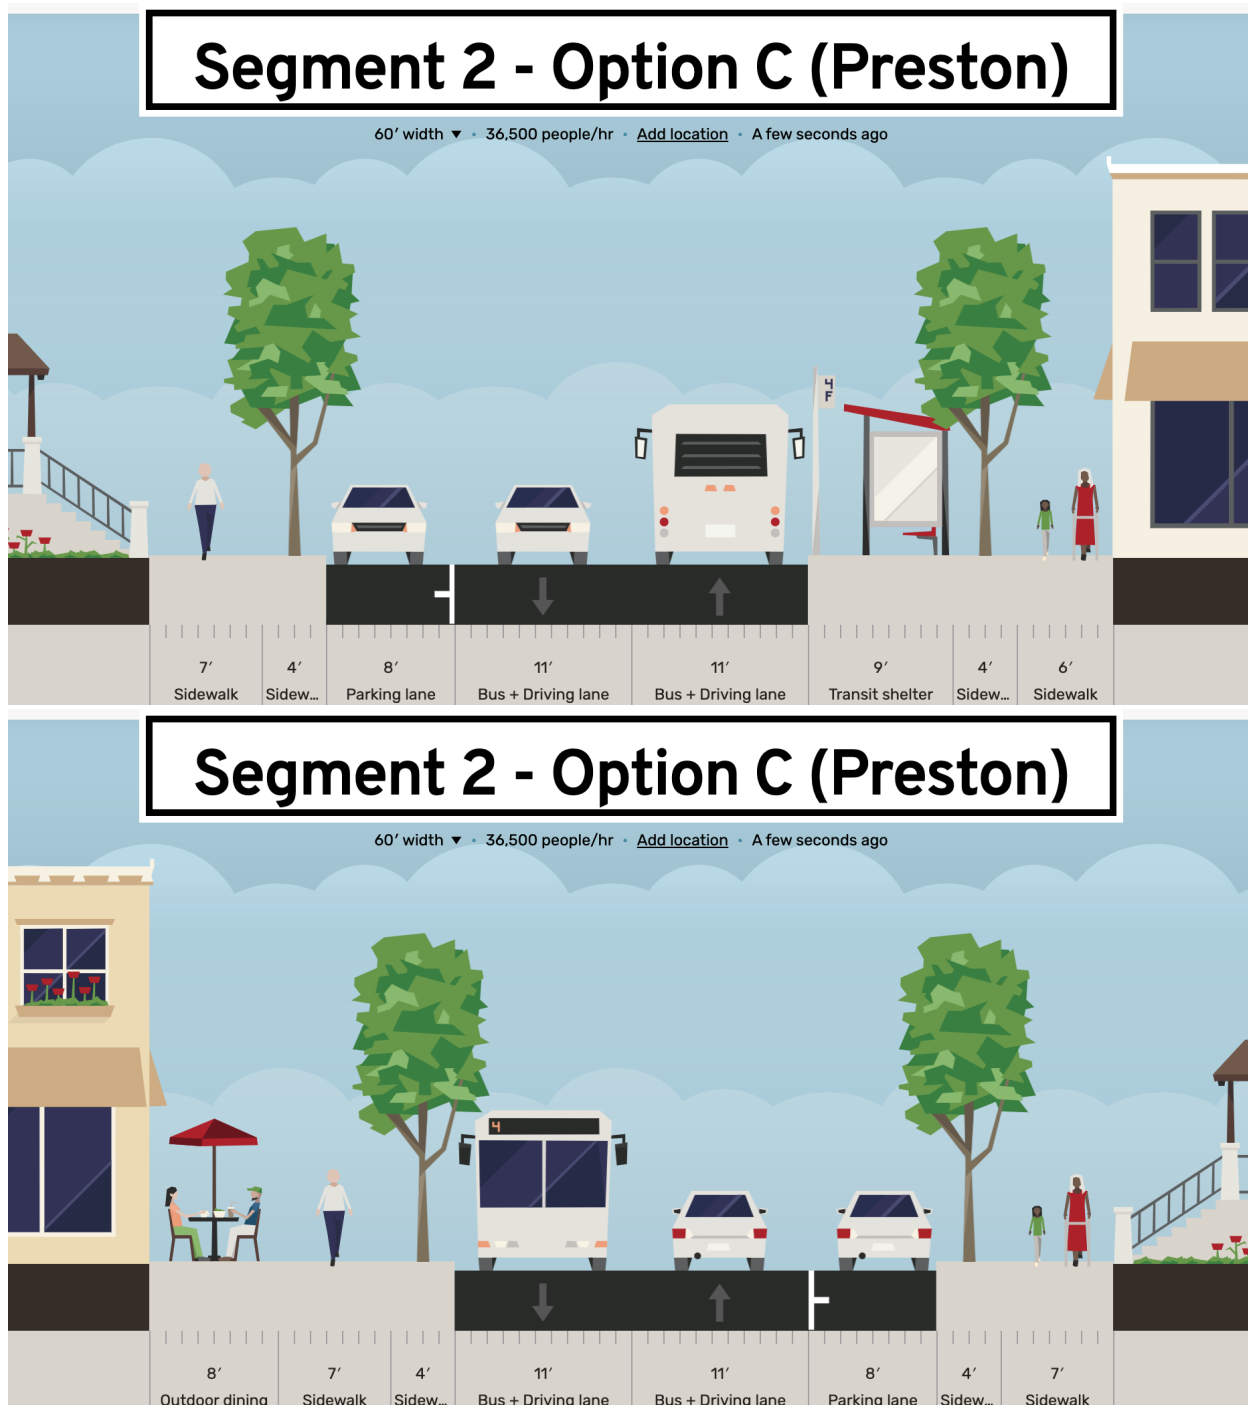 Segment 2 - Option C (Preston)
60′ width ▼ • 36,500 people/hr • Add location • A few seconds ago
4
F
7′ 4′ 8′ 11′ 11′ 9′ 4′ 6′
Sidewalk Sidew... Parking lane Bus + Driving lane Bus + Driving lane Transit shelter Sidew... Sidewalk
Segment 2 - Option C (Preston)
60′ width ▼ • 36,500 people/hr • Add location • A few seconds ago
4
8′ 7′ 4′ 11′ 11′ 8′ 4′ 7′
Outdoor dining Sidewalk Sidew... Bus + Driving lane Bus + Driving lane Parking lane Sidew... Sidewalk